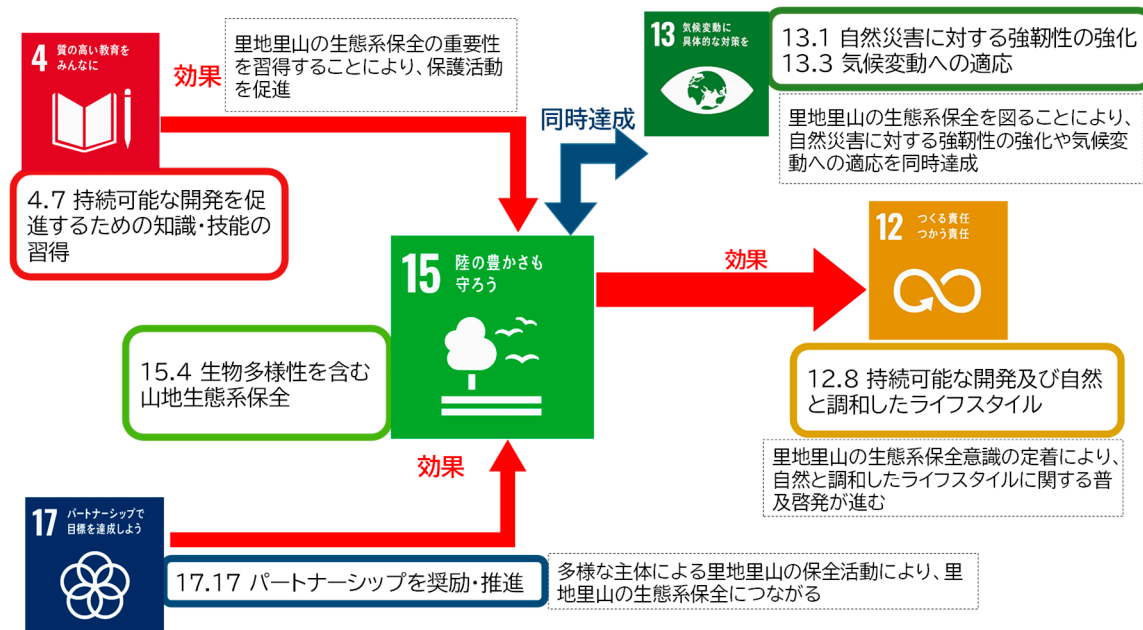 4 質の高い教育を
みんなに
効果
里地里山の生態系保全の重要性
を習得することにより、保護活動
を促進
4.7 持続可能な開発を促
進するための知識・技能の
習得
同時達成
13 気候変動に
具体的な対策を
13.1 自然災害に対する強靭性の強化
13.3 気候変動への適応
里地里山の生態系保全を図ることにより、
自然災害に対する強靭性の強化や気候変
動への適応を同時達成
15 陸の豊かさも
守ろう
15.4 生物多様性を含む
山地生態系保全
効果
12 つくる責任
つかう責任
12.8 持続可能な開発及び自然
と調和したライフスタイル
里地里山の生態系保全意識の定着により、
自然と調和したライフスタイルに関する普
及啓発が進む
効果
17 パートナーシップで
目標を達成しよう
17.17 パートナーシップを奨励・推進
多様な主体による里地里山の保全活動により、里
地里山の生態系保全につながる